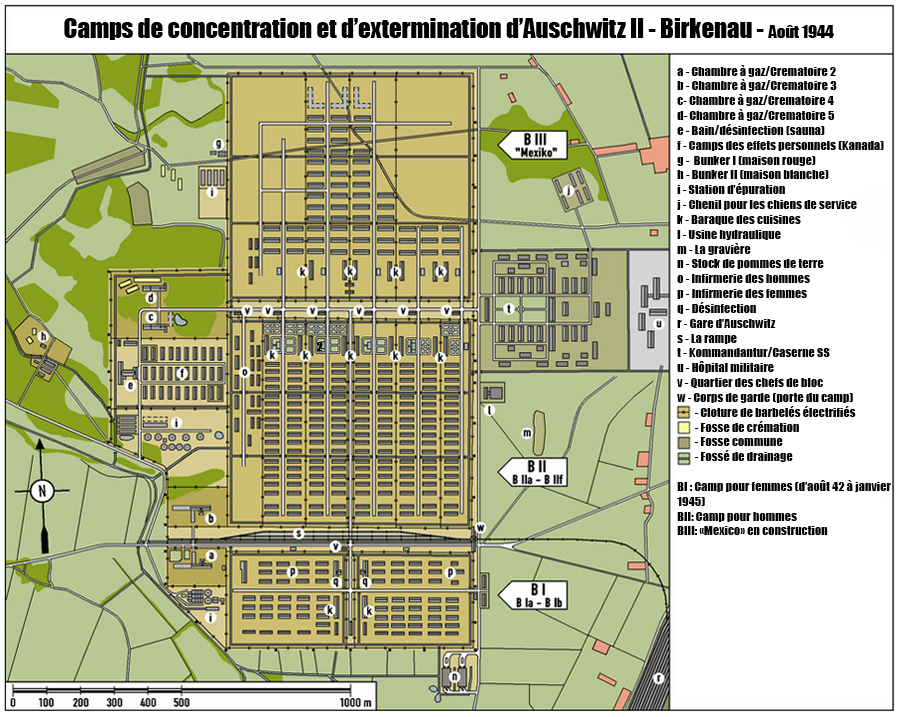 Camps de concentration et d'extermination d'Auschwitz II - Birkenau - Août 1944
a - Chambre à gaz/Crematoire 2
b - Chambre à gaz/Crematoire 3
c- Chambre à gaz/Crematoire 4
d- Chambre à gaz/Crematoire 5
e - Bain/désinfection (sauna)
f - Camps des effets personnels (Kanada)
g - Bunker I (maison rouge)
h - Bunker II (maison blanche)
i - Station d'épuration
j - Chenil pour les chiens de service
k - Baraque des cuisines
l - Usine hydraulique
m - La gravière
n - Stock de pommes de terre
o - Infirmerie des hommes
p - Infirmerie des femmes
q - Désinfection
r - Gare d'Auschwitz
s - La rampe
t - Kommandantur/Caserne SS
u - Hôpital militaire
v - Quartier des chefs de bloc
w - Corps de garde (porte du camp)
- Cloture de barbelés électrifiés
- Fosse de crémation
- Fosse commune
- Fossé de drainage
BI : Camp pour femmes (d'août 42 à janvier
1945)
BII: Camp pour hommes
BIII: «Mexico» en construction
B III
"Mexiko"
g
i
j
k k k k
d
c
v v v v v v
t
u
h
k k k k k
o
e
f
l
i
m
B II
B IIa - B IIf
N
b
s
w
v
a
p
q
q
p
B I
B Ia - B Ib
k
k
i
n
r
0 100 200 300 400 500 1000 m